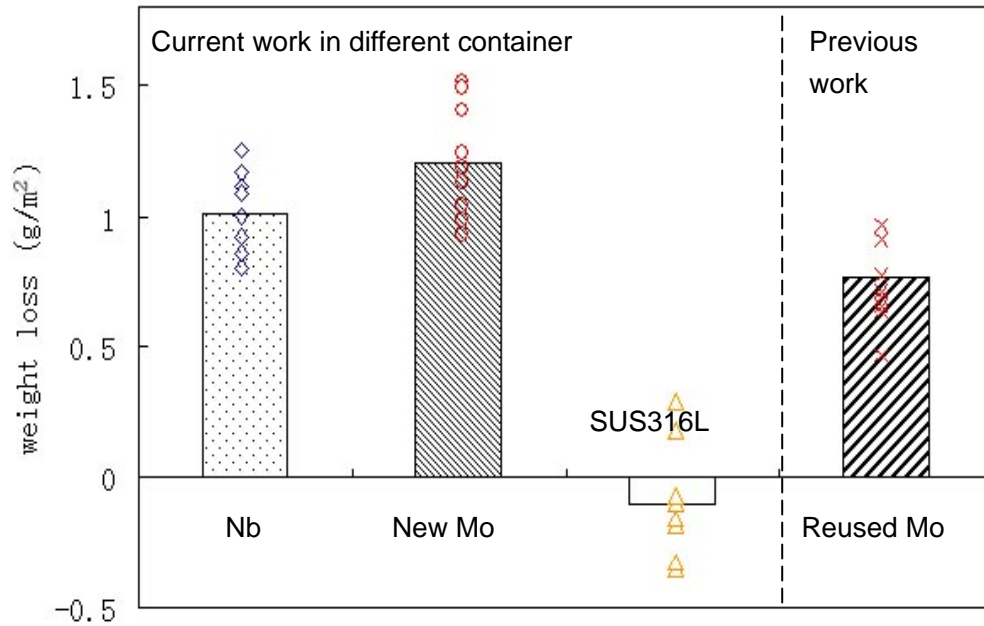 Current work in different container
Previous
work
1.5
1
0.5
0
-0.5
weight loss (g/m²)
SUS316L
Nb
New Mo
Reused Mo